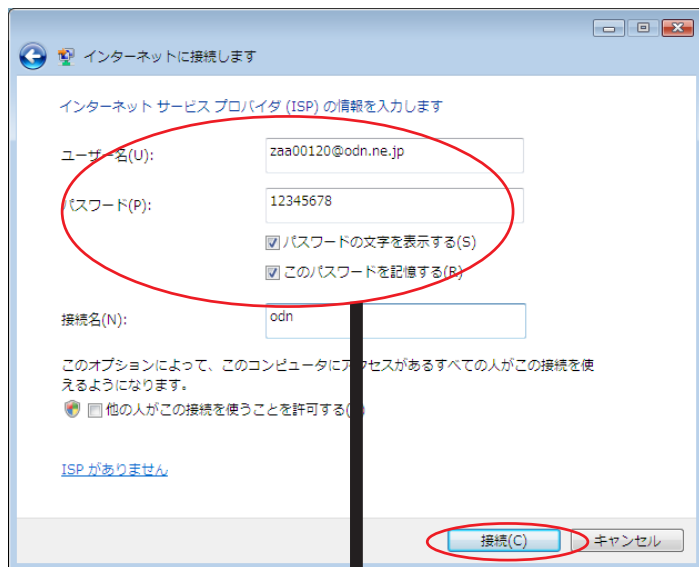 インターネットに接続します
インターネット サービス プロバイダ (ISP) の情報を入力します
ユーザー名(U):
zaa00120@odn.ne.jp
パスワード(P):
12345678
パスワードの文字を表示する(S)
このパスワードを記憶する(R)
接続名(N):
odn
このオプションによって、このコンピュータにアクセスがあるすべての人がこの接続を使
えるようになります。
他の人がこの接続を使うことを許可する(
ISP がありません
接続(C)
キャンセル